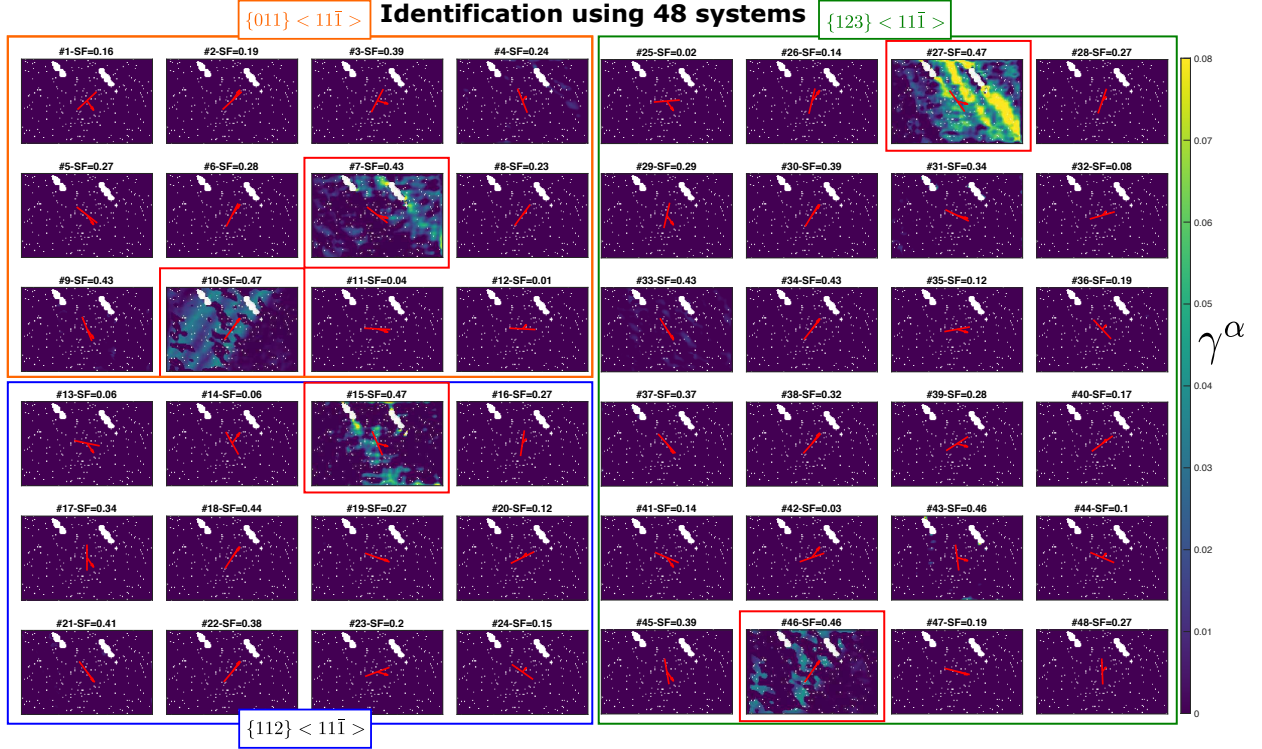 Identification using 48 systems
{011} < 11\overline{1} >
#1-SF=0.16 #2-SF=0.19 #3-SF=0.39 #4-SF=0.24
#5-SF=0.27 #6-SF=0.28 #7-SF=0.43 #8-SF=0.23
#9-SF=0.43 #10-SF=0.47 #11-SF=0.04 #12-SF=0.01
#13-SF=0.06 #14-SF=0.06 #15-SF=0.47 #16-SF=0.27
#17-SF=0.34 #18-SF=0.44 #19-SF=0.27 #20-SF=0.12
#21-SF=0.41 #22-SF=0.38 #23-SF=0.2 #24-SF=0.15
{112} < 11\overline{1} >
{123} < 11\overline{1} >
#25-SF=0.02 #26-SF=0.14 #27-SF=0.47 #28-SF=0.27
#29-SF=0.29 #30-SF=0.39 #31-SF=0.34 #32-SF=0.08
#33-SF=0.43 #34-SF=0.43 #35-SF=0.12 #36-SF=0.19
#37-SF=0.37 #38-SF=0.32 #39-SF=0.28 #40-SF=0.17
#41-SF=0.14 #42-SF=0.03 #43-SF=0.46 #44-SF=0.1
#45-SF=0.39 #46-SF=0.46 #47-SF=0.19 #48-SF=0.27
0.08
0.07
0.06
0.05
0.04
0.03
0.02
0.01
0
γ^α